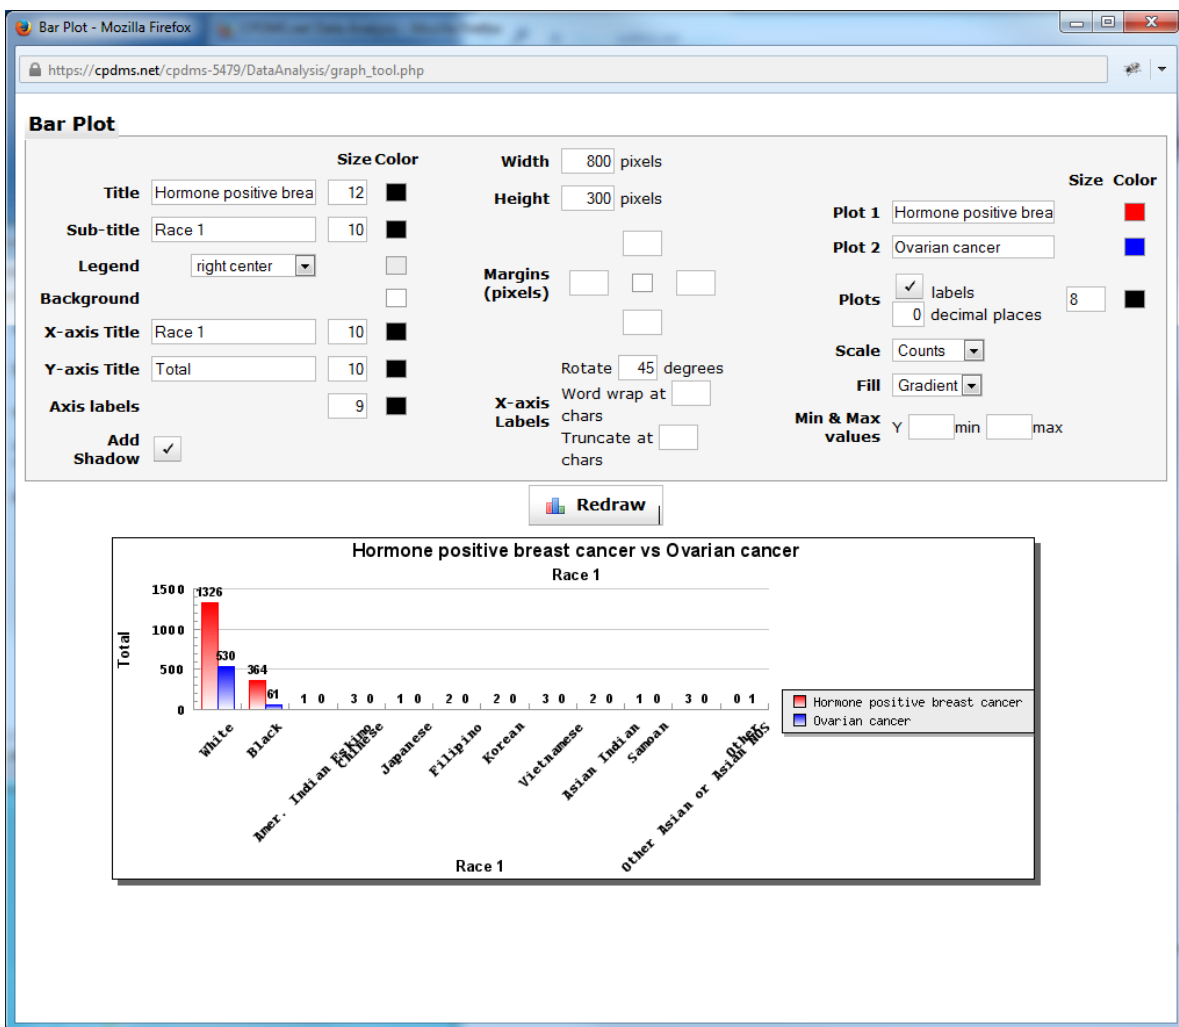 Bar Plot - Mozilla Firefox
https://cpdms.net/cpdms-5479/DataAnalysis/graph_tool.php
Bar Plot
Size Color
Title Hormone positive brea 12
Sub-title Race 1 10
Legend right center
Background
X-axis Title Race 1 10
Y-axis Title Total 10
Axis labels 9
Add
Shadow
Width 800 pixels
Height 300 pixels
Margins
(pixels)
X-axis
Labels
Rotate 45 degrees
Word wrap at
chars
Truncate at
chars
Size Color
Plot 1 Hormone positive brea
Plot 2 Ovarian cancer
Plots labels 8
0 decimal places
Scale Counts
Fill Gradient
Min & Max
values Y min max
Redraw
Hormone positive breast cancer vs Ovarian cancer
Race 1
Total
1500
1000
500
0
1326
530
364
61
1 0 3 0 1 0 2 0 2 0 3 0 2 0 1 0 3 0 0 1
White
Black
Amer. Indian Eskimo
Chinese
Japanese
Filipino
Korean
Vietnamese
Asian Indian
Samoan
Other Asian or Asian NOS
Other
Race 1
Hormone positive breast cancer
Ovarian cancer